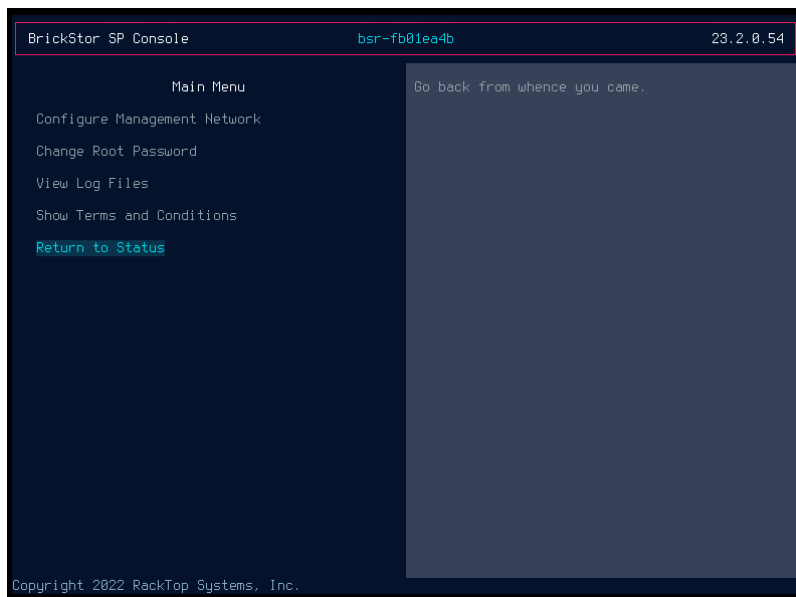 BrickStor SP Console bsr-fb01ea4b 23.2.0.54
Main Menu
Configure Management Network
Change Root Password
View Log Files
Show Terms and Conditions
Return to Status
Go back from whence you came.
Copyright 2022 RackTop Systems, Inc.